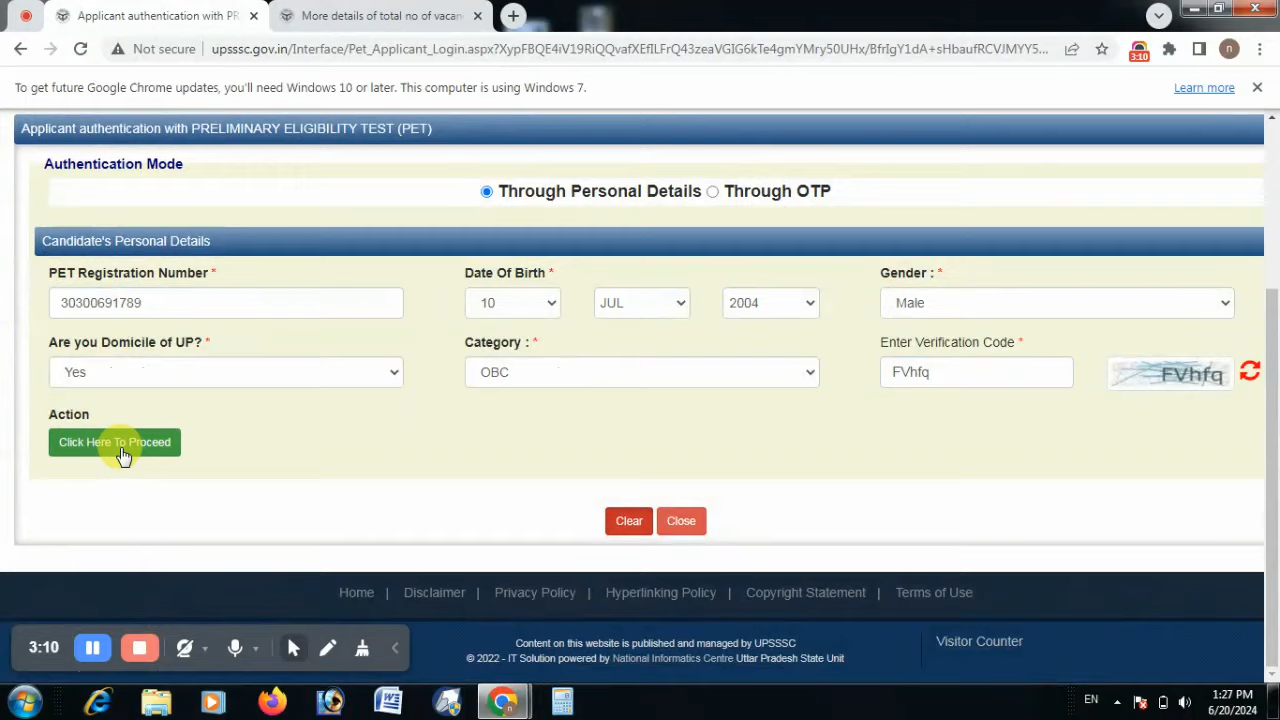 Applicant authentication with PR
More details of total no of vacan
Not secure
upsssc.gov.in/Interface/Pet_Applicant_Login.aspx?XypFBQE4iV19RiQQvafXEfILFrQ43zeaVGIG6kTe4gmYMry50UHx/BfrIgY1dA+sHbaufRCVJMYY5...
3:10
n
To get future Google Chrome updates, you'll need Windows 10 or later. This computer is using Windows 7.
Learn more
Applicant authentication with PRELIMINARY ELIGIBILITY TEST (PET)
Authentication Mode
Through Personal Details Through OTP
Candidate's Personal Details
PET Registration Number * Date Of Birth * Gender : *
30300691789 10 JUL 2004 Male
Are you Domicile of UP? * Category : * Enter Verification Code *
Yes OBC FVhfq FVhfq
Action
Click Here To Proceed
Clear Close
Home | Disclaimer | Privacy Policy | Hyperlinking Policy | Copyright Statement | Terms of Use
3:10
Content on this website is published and managed by UPSSSC
© 2022 - IT Solution powered by National Informatics Centre Uttar Pradesh State Unit
Visitor Counter
EN
1:27 PM
6/20/2024